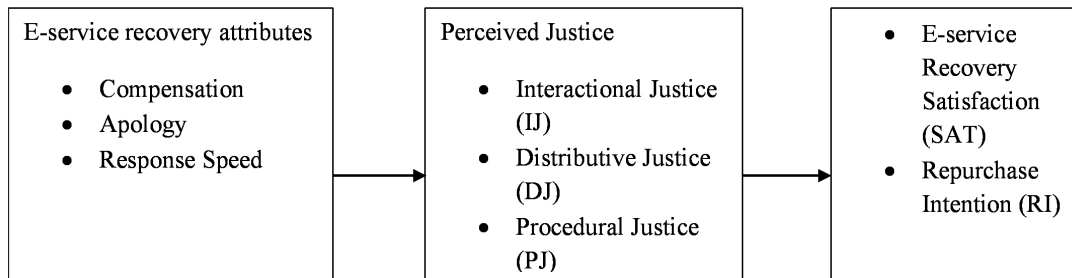 E-service recovery attributes
• Compensation
• Apology
• Response Speed
Perceived Justice
• Interactional Justice
(IJ)
• Distributive Justice
(DJ)
• Procedural Justice
(PJ)
• E-service
Recovery
Satisfaction
(SAT)
• Repurchase
Intention (RI)